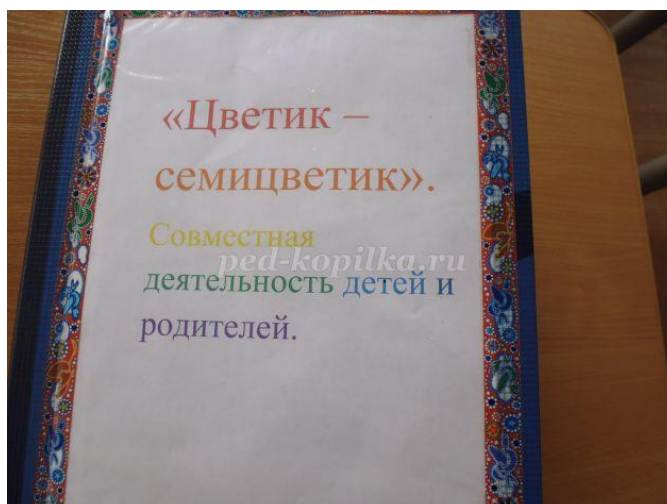 «Цветик –
семицветик».
Совместная
ped-kopilka.ru
деятельность детей и
родителей.